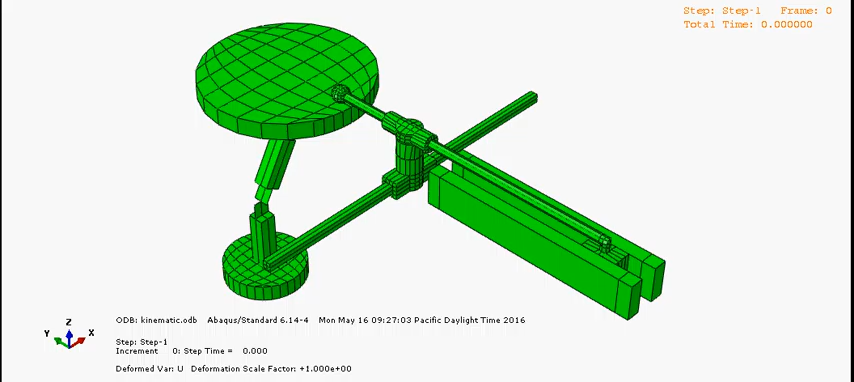 Step: Step-1   Frame: 0
Total Time: 0.000000
ODB: kinematic.odb   Abaqus/Standard 6.14-4   Mon May 16 09:27:03 Pacific Daylight Time 2016
Z
Y
X
Step: Step-1
Increment   0: Step Time =   0.000
Deformed Var: U   Deformation Scale Factor: +1.000e+00